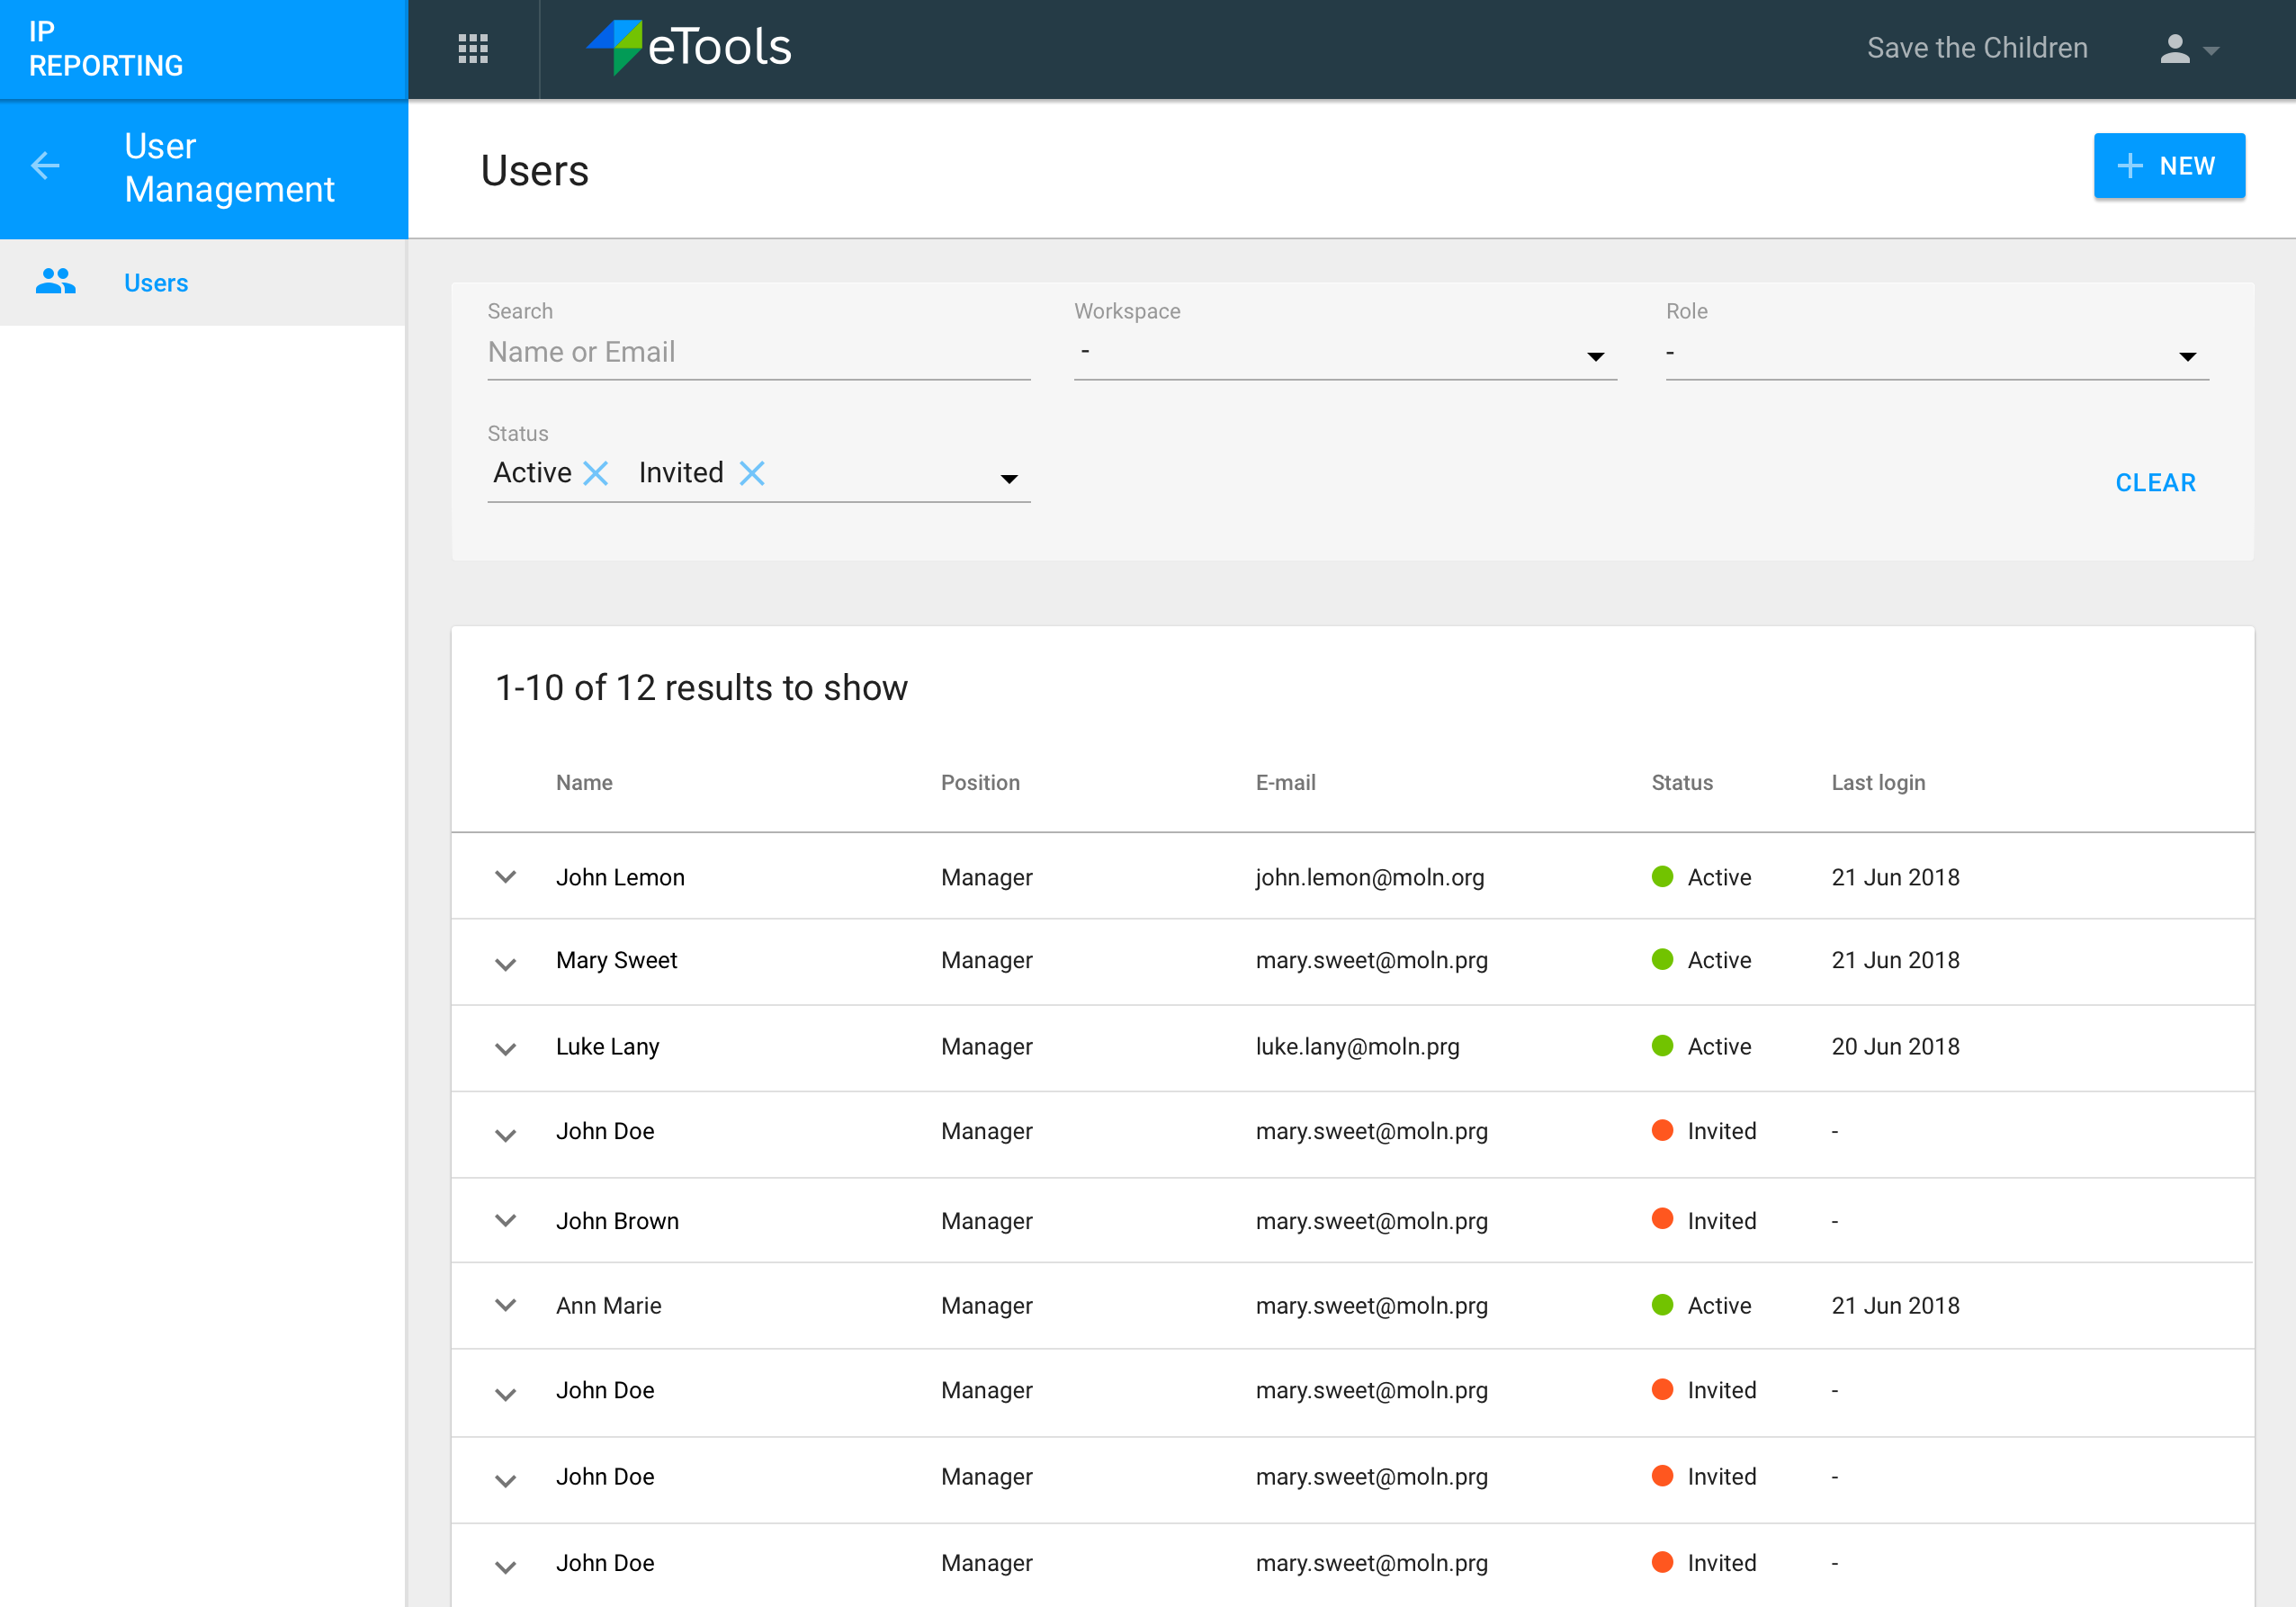 IP
REPORTING
eTools
Save the Children
User
Management
Users
NEW
Users
Search
Workspace
Role
Name or Email
-
-
Status
Active Invited
CLEAR
1-10 of 12 results to show
Name Position E-mail Status Last login
John Lemon Manager john.lemon@moln.org Active 21 Jun 2018
Mary Sweet Manager mary.sweet@moln.prg Active 21 Jun 2018
Luke Lany Manager luke.lany@moln.prg Active 20 Jun 2018
John Doe Manager mary.sweet@moln.prg Invited -
John Brown Manager mary.sweet@moln.prg Invited -
Ann Marie Manager mary.sweet@moln.prg Active 21 Jun 2018
John Doe Manager mary.sweet@moln.prg Invited -
John Doe Manager mary.sweet@moln.prg Invited -
John Doe Manager mary.sweet@moln.prg Invited -